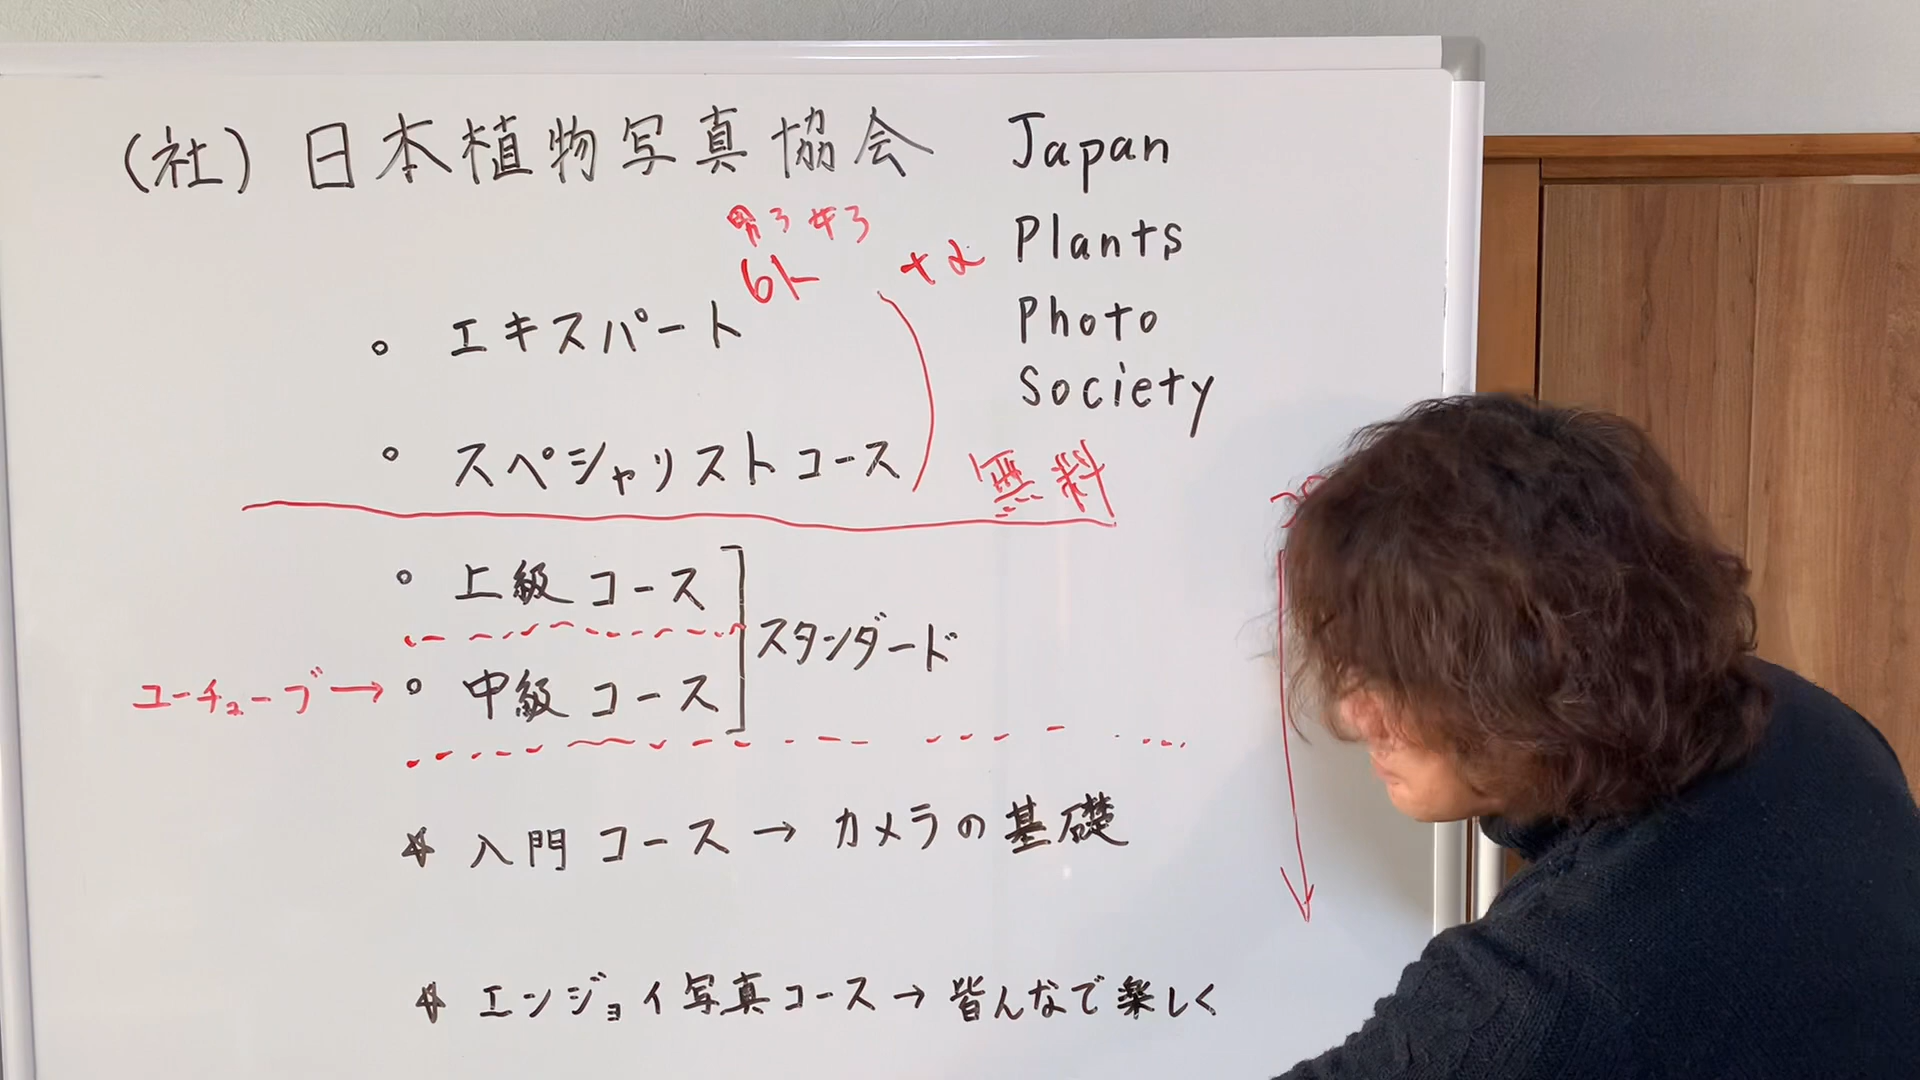 (社)日本植物写真協会
Japan
Plants
Photo
Society
男3 女3
6人
+α
・エキスパート
・スペシャリストコース
無料
・上級コース
スタンダード
ユーチューブ→
・中級コース
☆ 入門コース→カメラの基礎
☆ エンジョイ写真コース→皆んなで楽しく